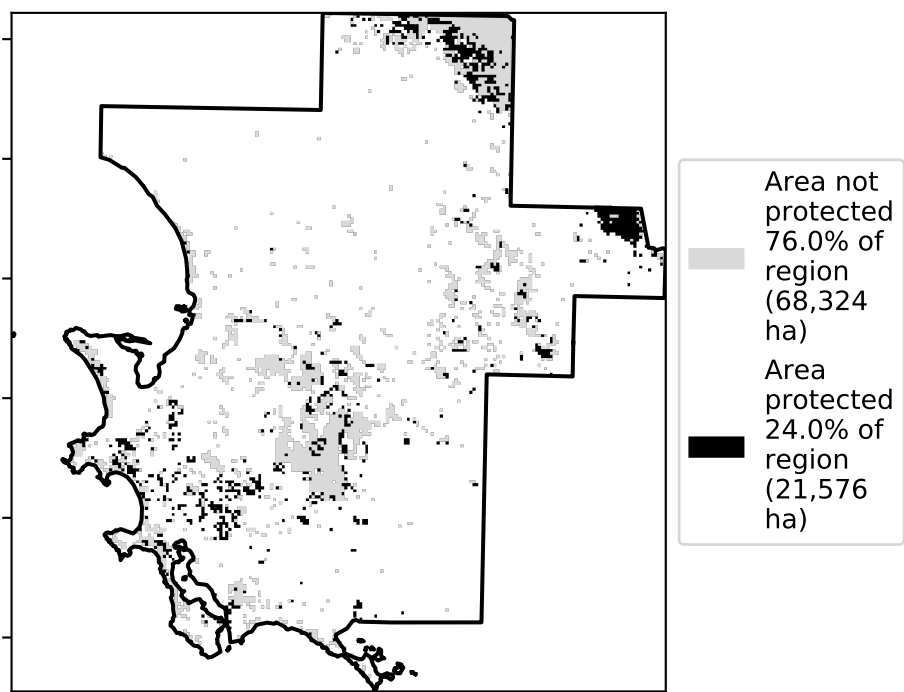 Area not
protected
76.0% of
region
(68,324
ha)
Area
protected
24.0% of
region
(21,576
ha)